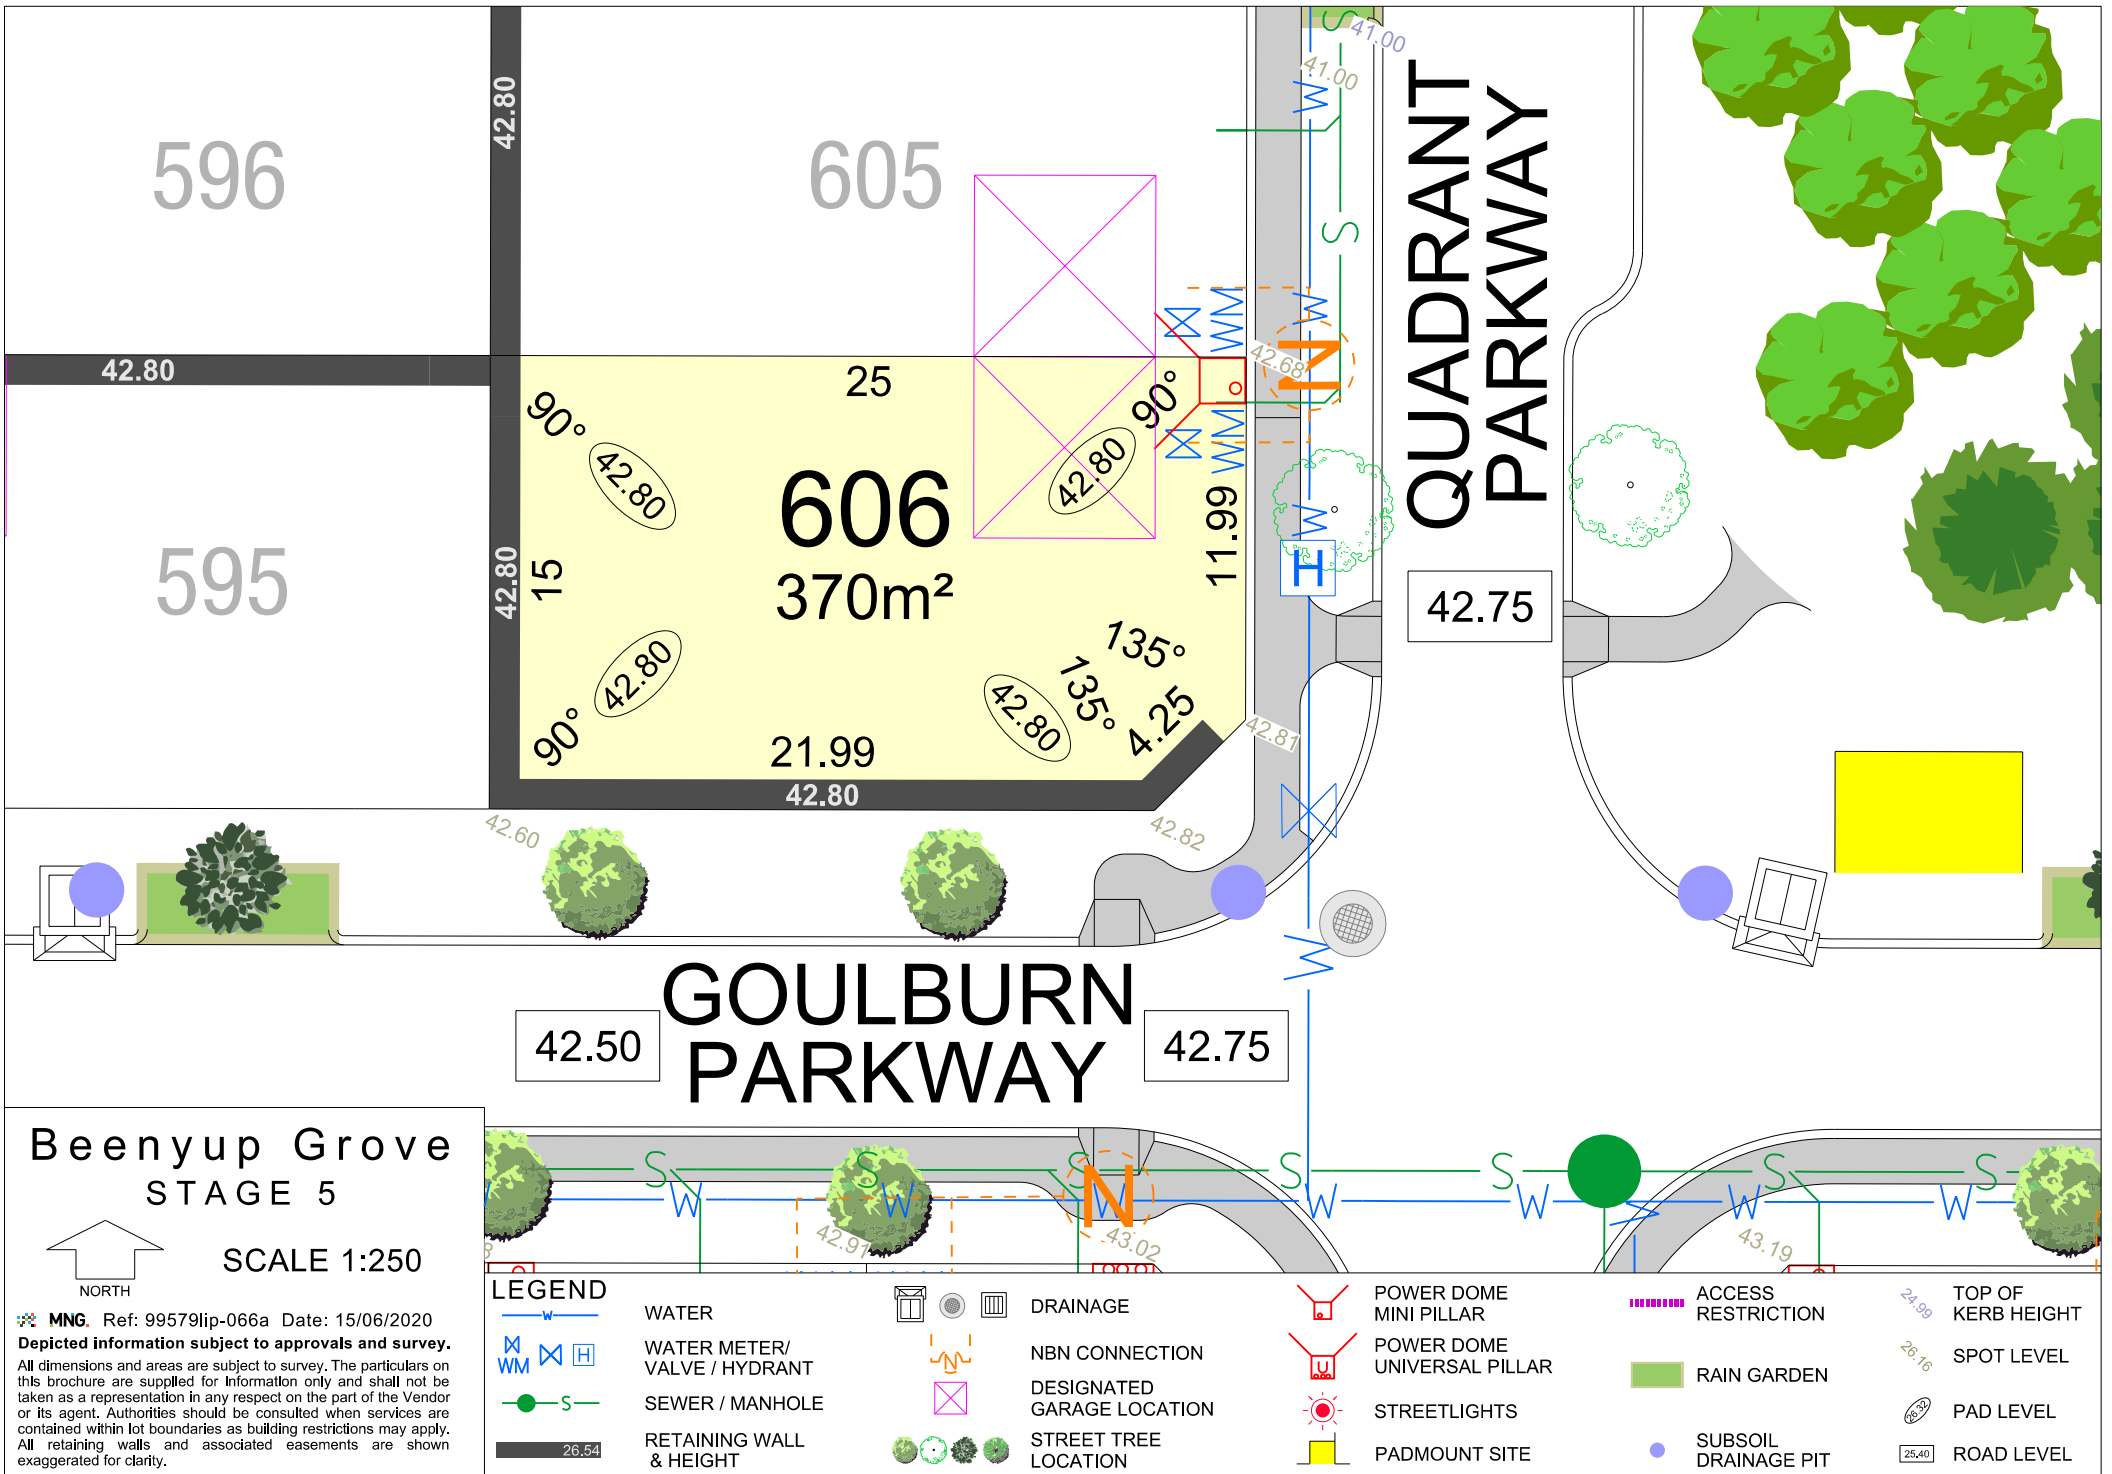 596
605
595
42.80
42.80
42.80
42.80
606
370m²
25
15
11.99
21.99
4.25
90°
90°
90°
135°
135°
42.80
42.80
42.80
42.80
41.00
41.00
42.68
42.81
42.82
42.60
S
S
W
W
W
WM
WM
N
H
W
QUADRANT
PARKWAY
42.75
GOULBURN
PARKWAY
42.50
42.75
S
S
S
S
S
S
S
W
W
W
W
W
W
W
W
N
42.91
43.02
43.19
Beenyup Grove
STAGE 5
SCALE 1:250
NORTH
MNG. Ref: 99579lip-066a Date: 15/06/2020
Depicted information subject to approvals and survey.
All dimensions and areas are subject to survey. The particulars on
this brochure are supplied for information only and shall not be
taken as a representation in any respect on the part of the Vendor
or its agent. Authorities should be consulted when services are
contained within lot boundaries as building restrictions may apply.
All retaining walls and associated easements are shown
exaggerated for clarity.
LEGEND
W WATER
WM H WATER METER/
VALVE / HYDRANT
S SEWER / MANHOLE
26.54 RETAINING WALL
& HEIGHT
DRAINAGE
N NBN CONNECTION
DESIGNATED
GARAGE LOCATION
STREET TREE
LOCATION
POWER DOME
MINI PILLAR
U POWER DOME
UNIVERSAL PILLAR
STREETLIGHTS
PADMOUNT SITE
ACCESS
RESTRICTION
RAIN GARDEN
SUBSOIL
DRAINAGE PIT
24.99 TOP OF
KERB HEIGHT
26.16 SPOT LEVEL
26.32 PAD LEVEL
25.40 ROAD LEVEL